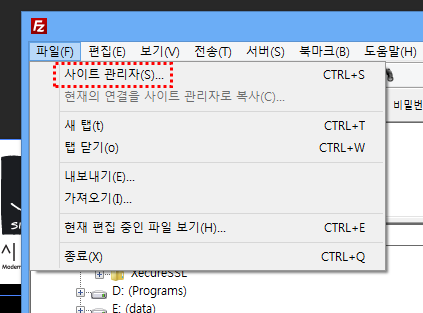 Fz
파일(F) 편집(E) 보기(V) 전송(T) 서버(S) 북마크(B) 도움말(H)
사이트 관리자(S)... CTRL+S
현재의 연결을 사이트 관리자로 복사(C)...
비밀번
새 탭(t) CTRL+T
탭 닫기(o) CTRL+W
내보내기(E)...
가져오기(I)...
현재 편집 중인 파일 보기(H)... CTRL+E
시
종료(X) CTRL+Q
XecureSSL
D: (Programs)
E: (data)